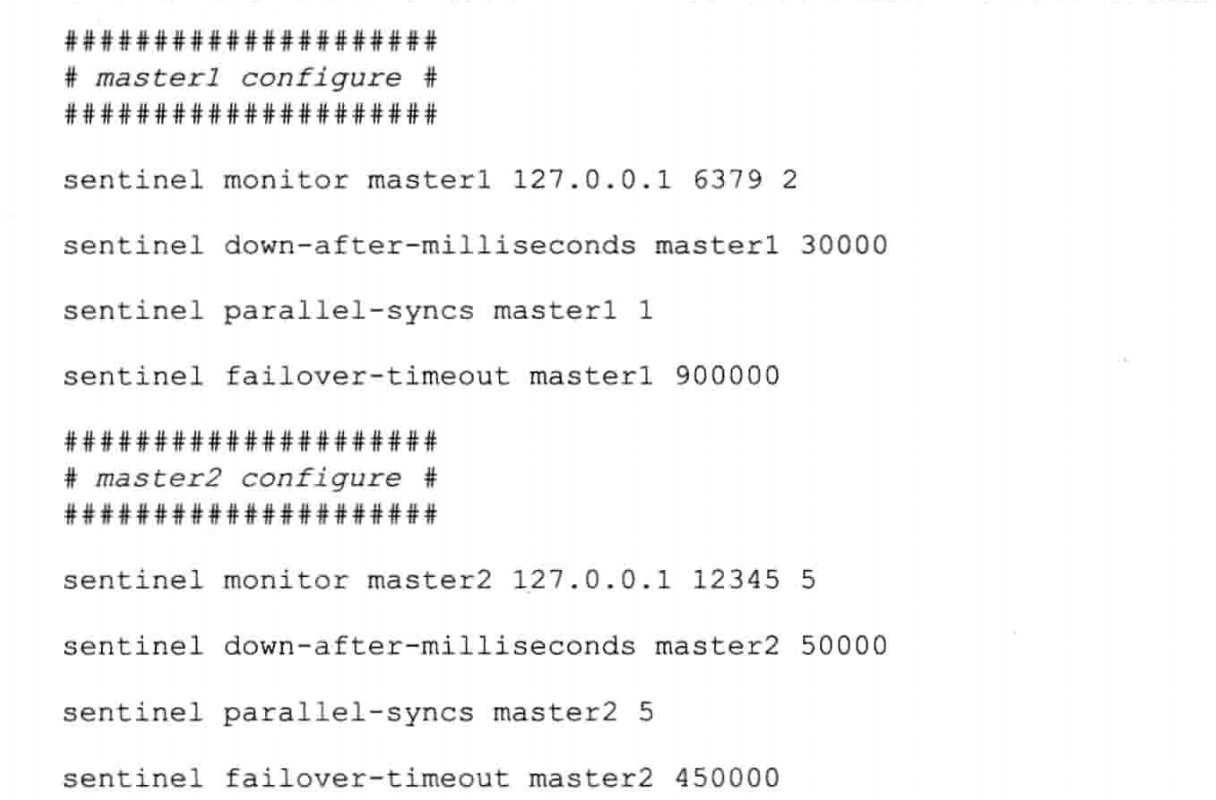 #####################
# master1 configure #
#####################
sentinel monitor master1 127.0.0.1 6379 2
sentinel down-after-milliseconds master1 30000
sentinel parallel-syncs master1 1
sentinel failover-timeout master1 900000
#####################
# master2 configure #
#####################
sentinel monitor master2 127.0.0.1 12345 5
sentinel down-after-milliseconds master2 50000
sentinel parallel-syncs master2 5
sentinel failover-timeout master2 450000